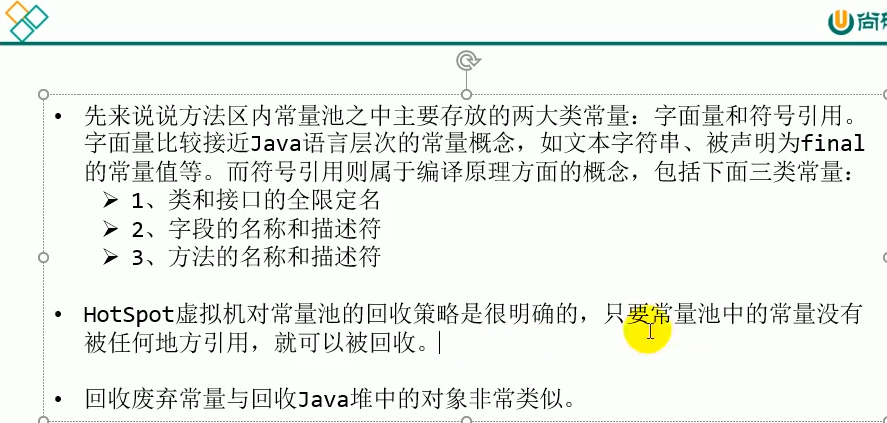 尚
• 先来说说方法区内常量池之中主要存放的两大类常量：字面量和符号引用。
字面量比较接近Java语言层次的常量概念，如文本字符串、被声明为final
的常量值等。而符号引用则属于编译原理方面的概念，包括下面三类常量：
➢ 1、类和接口的全限定名
➢ 2、字段的名称和描述符
➢ 3、方法的名称和描述符
• HotSpot虚拟机对常量池的回收策略是很明确的，只要常量池中的常量没有
被任何地方引用，就可以被回收。
• 回收废弃常量与回收Java堆中的对象非常类似。